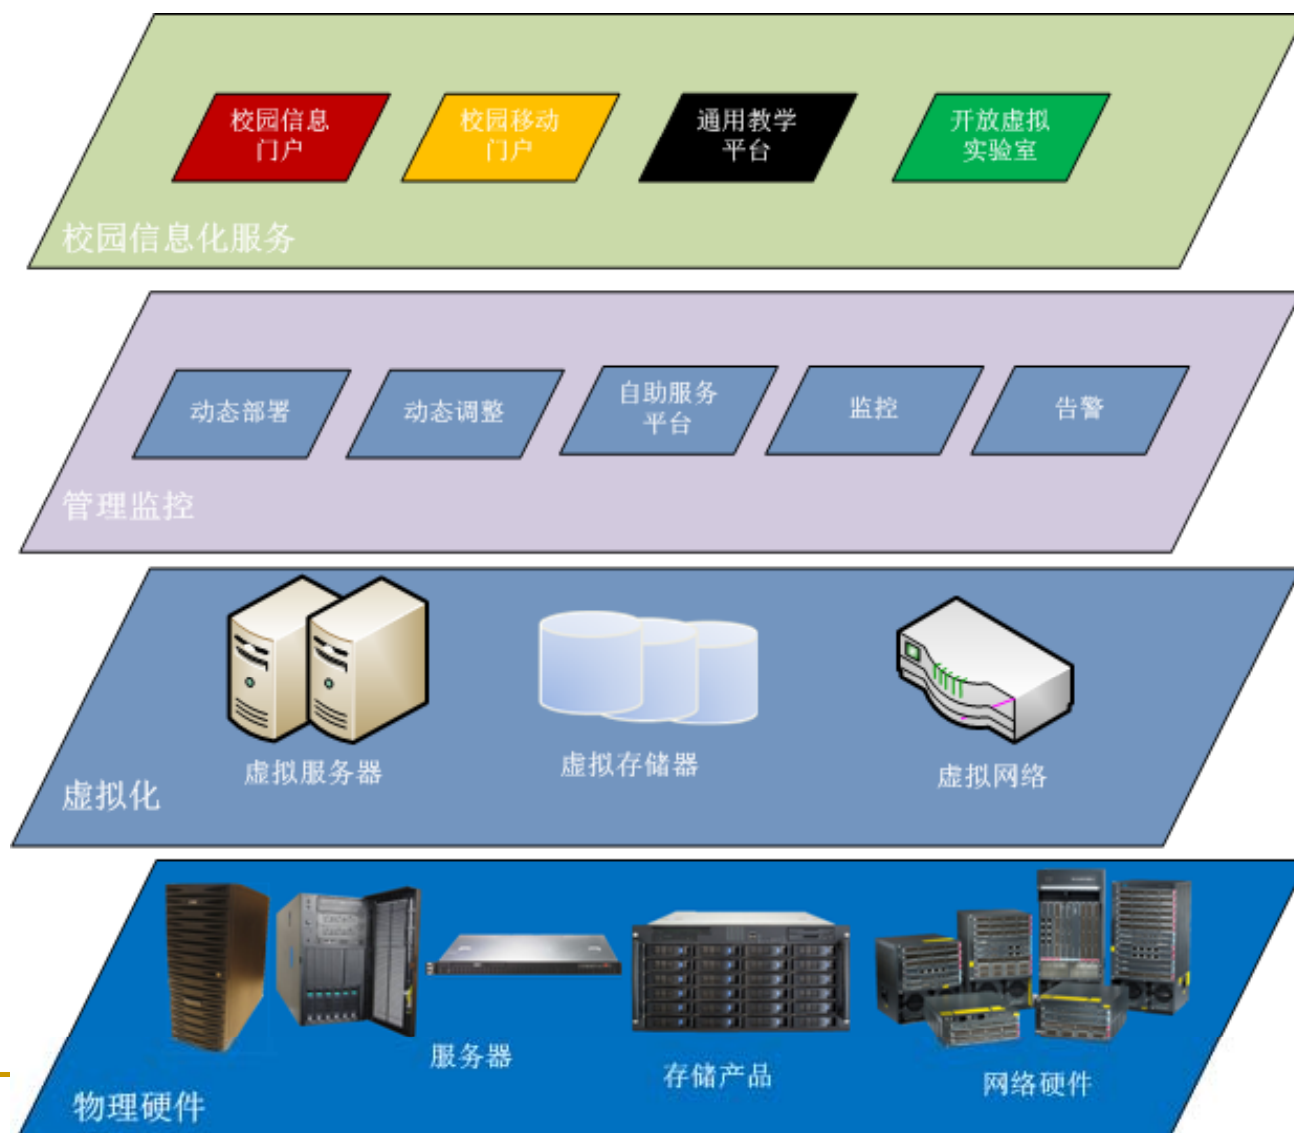 校园信息
门户
校园移动
门户
通用教学
平台
开放虚拟
实验室
校园信息化服务
动态部署
动态调整
自助服务
平台
监控
告警
管理监控
虚拟服务器
虚拟存储器
虚拟网络
虚拟化
服务器
存储产品
网络硬件
物理硬件